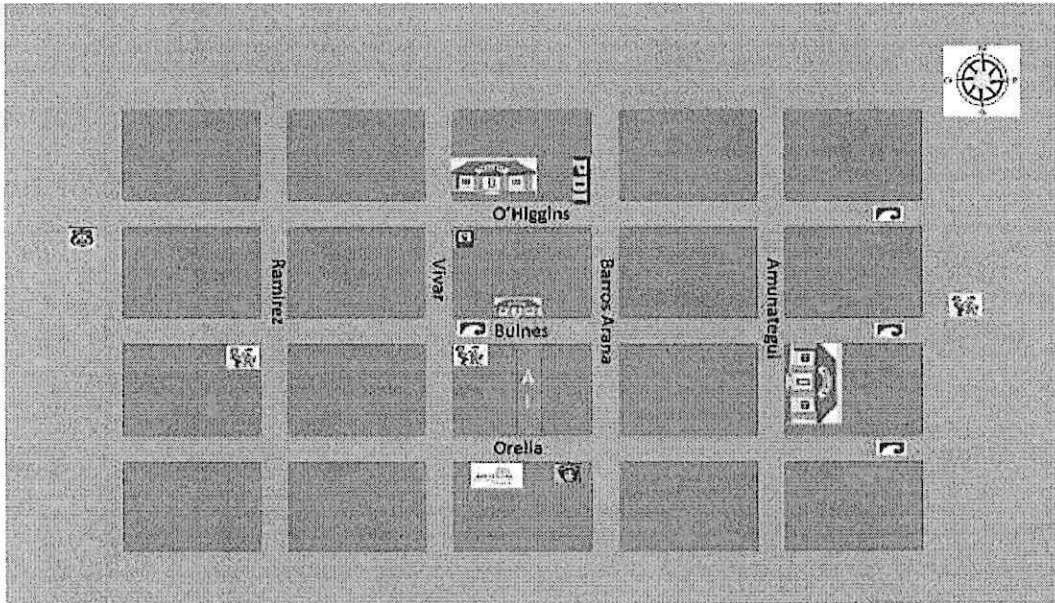 O'Higgins
Ramirez
Vivar
Barros Arana
Amunategui
Bulnes
Orella